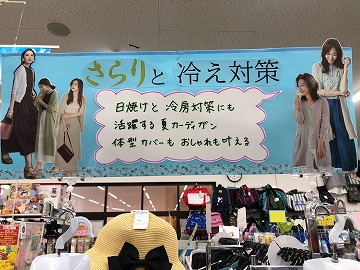 さらりと 冷え対策
日焼けと 冷房対策にも
活躍する 夏カーディガン
体型カバーも おしゃれも叶える